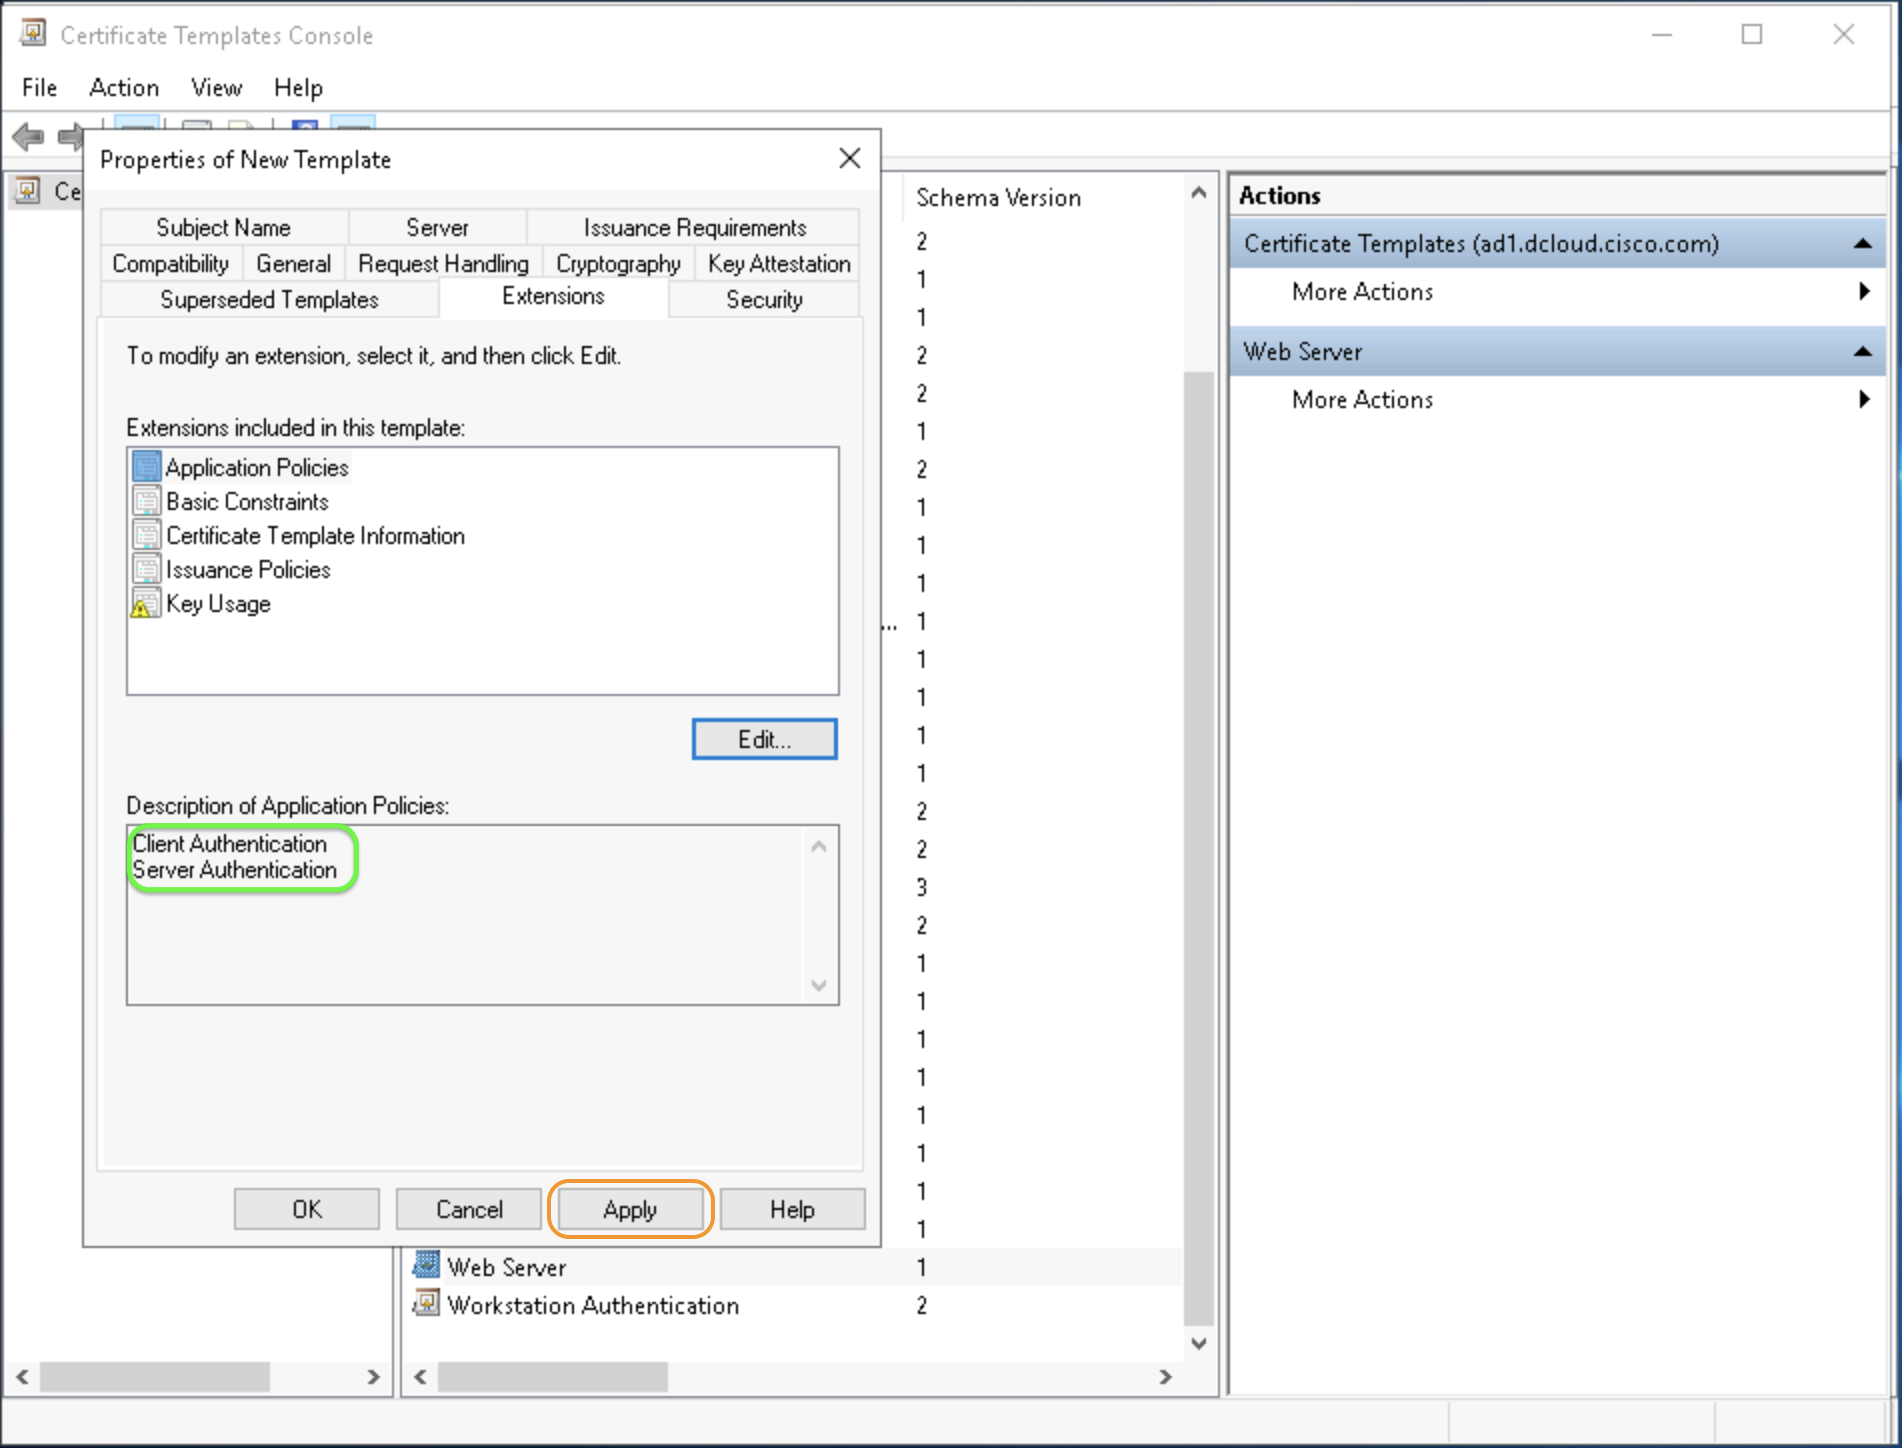 Certificate Templates Console
File Action View Help
Properties of New Template
Ce
Subject Name Server Issuance Requirements
Compatibility General Request Handling Cryptography Key Attestation
Superseded Templates Extensions Security
To modify an extension, select it, and then click Edit.
Extensions included in this template:
Application Policies
Basic Constraints
Certificate Template Information
Issuance Policies
Key Usage
Edit...
Description of Application Policies:
Client Authentication
Server Authentication
OK Cancel Apply Help
Schema Version
2
1
1
2
2
1
2
1
1
1
... 1
1
1
1
1
2
2
3
2
1
1
1
1
1
1
1
1
Web Server 1
Workstation Authentication 2
Actions
Certificate Templates (ad1.dcloud.cisco.com)
More Actions
Web Server
More Actions